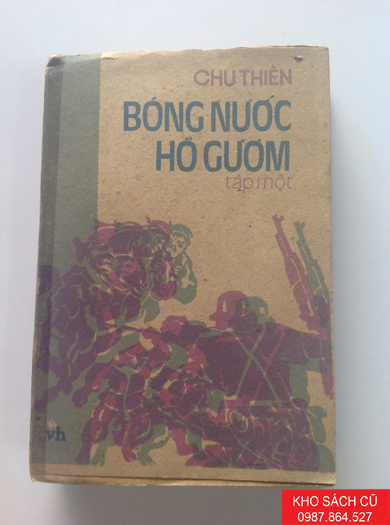 CHU THIÊN
BÓNG NƯỚC
HỒ GƯƠM
tập một
vh
KHO SÁCH CŨ
0987.864.527